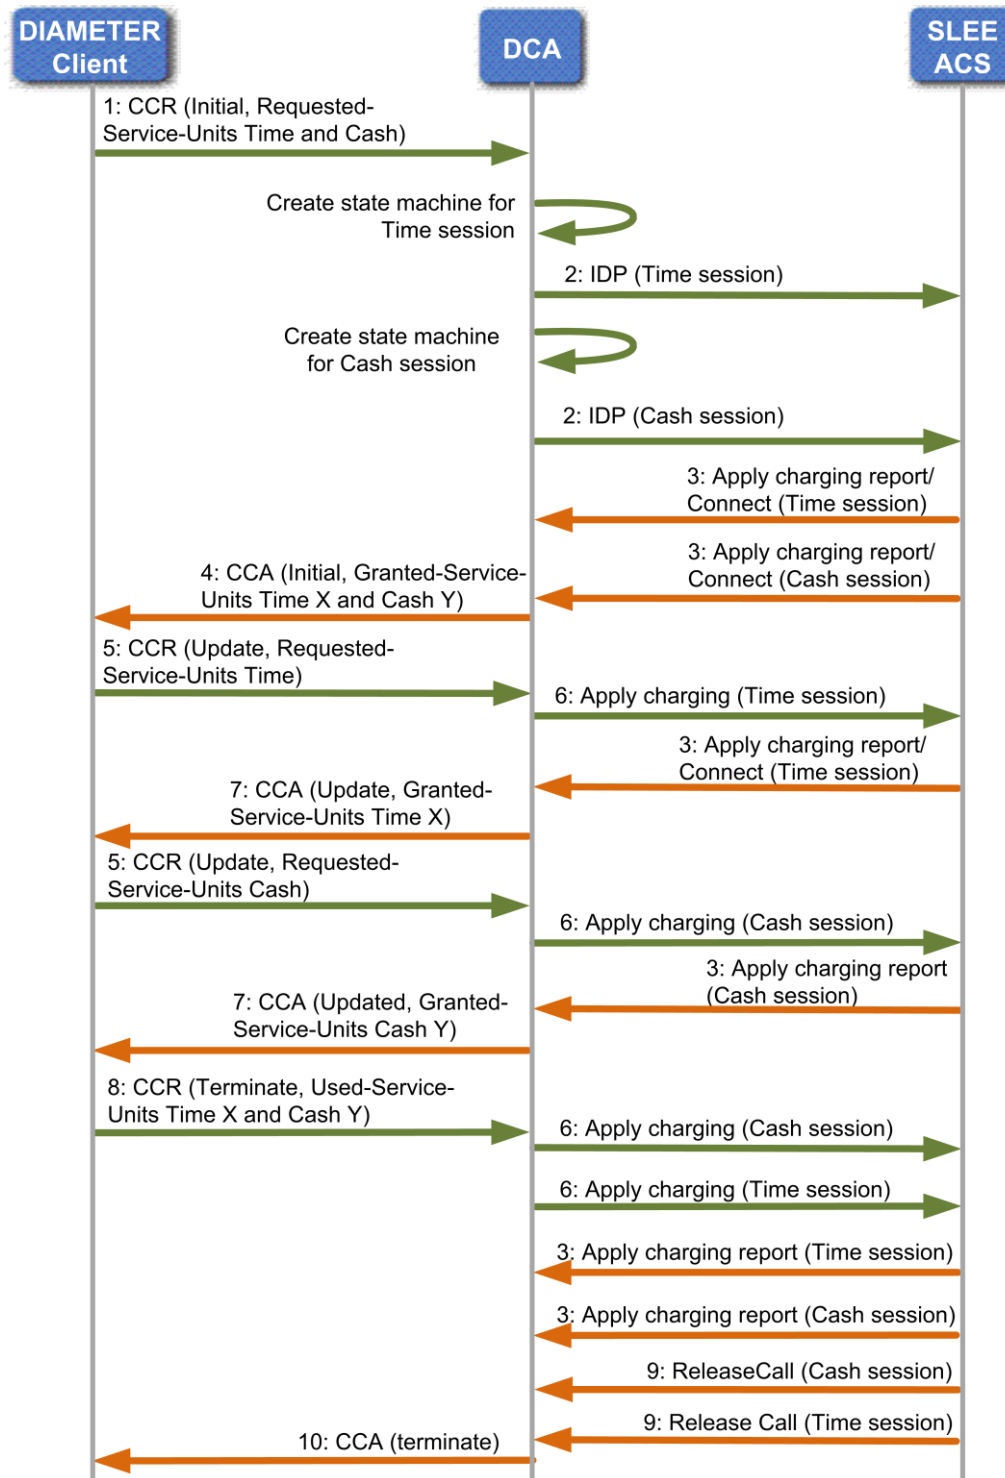 DIAMETER
Client
DCA
SLEE
ACS
1: CCR (Initial, Requested-
Service-Units Time and Cash)
Create state machine for
Time session
2: IDP (Time session)
Create state machine
for Cash session
2: IDP (Cash session)
3: Apply charging report/
Connect (Time session)
3: Apply charging report/
Connect (Cash session)
4: CCA (Initial, Granted-Service-
Units Time X and Cash Y)
5: CCR (Update, Requested-
Service-Units Time)
6: Apply charging (Time session)
3: Apply charging report/
Connect (Time session)
7: CCA (Update, Granted-
Service-Units Time X)
5: CCR (Update, Requested-
Service-Units Cash)
6: Apply charging (Cash session)
3: Apply charging report
(Cash session)
7: CCA (Updated, Granted-
Service-Units Cash Y)
8: CCR (Terminate, Used-Service-
Units Time X and Cash Y)
6: Apply charging (Cash session)
6: Apply charging (Time session)
3: Apply charging report (Time session)
3: Apply charging report (Cash session)
9: ReleaseCall (Cash session)
9: Release Call (Time session)
10: CCA (terminate)